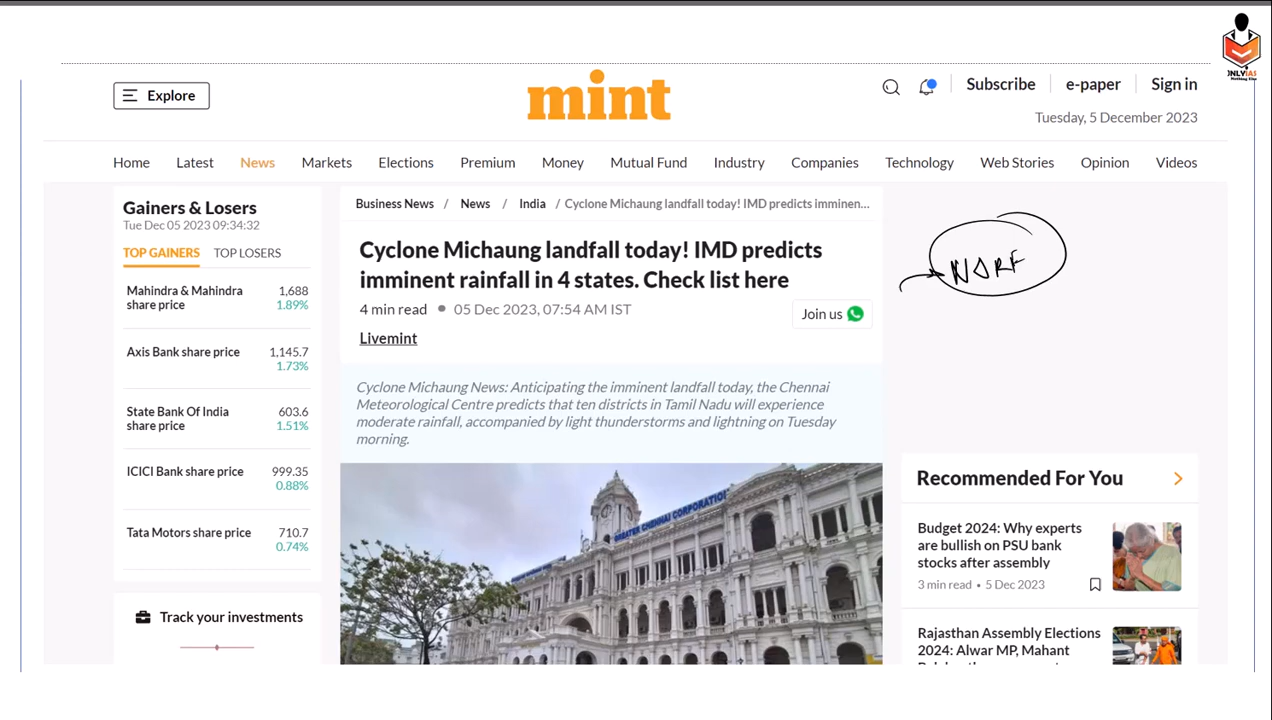 ONLYIAS
Nothing Else
Explore
mint
Subscribe
e-paper
Sign in
Tuesday, 5 December 2023
Home Latest News Markets Elections Premium Money Mutual Fund Industry Companies Technology Web Stories Opinion Videos
Gainers & Losers
Tue Dec 05 2023 09:34:32
TOP GAINERS TOP LOSERS
Mahindra & Mahindra 1,688
share price 1.89%
Axis Bank share price 1,145.7
1.73%
State Bank Of India 603.6
share price 1.51%
ICICI Bank share price 999.35
0.88%
Tata Motors share price 710.7
0.74%
Track your investments
Business News / News / India / Cyclone Michaung landfall today! IMD predicts imminen...
Cyclone Michaung landfall today! IMD predicts
imminent rainfall in 4 states. Check list here
4 min read • 05 Dec 2023, 07:54 AM IST
Join us
Livemint
Cyclone Michaung News: Anticipating the imminent landfall today, the Chennai
Meteorological Centre predicts that ten districts in Tamil Nadu will experience
moderate rainfall, accompanied by light thunderstorms and lightning on Tuesday
morning.
GREATER CHENNAI CORPORATION
NDRF
Recommended For You
Budget 2024: Why experts
are bullish on PSU bank
stocks after assembly
3 min read • 5 Dec 2023
Rajasthan Assembly Elections
2024: Alwar MP, Mahant